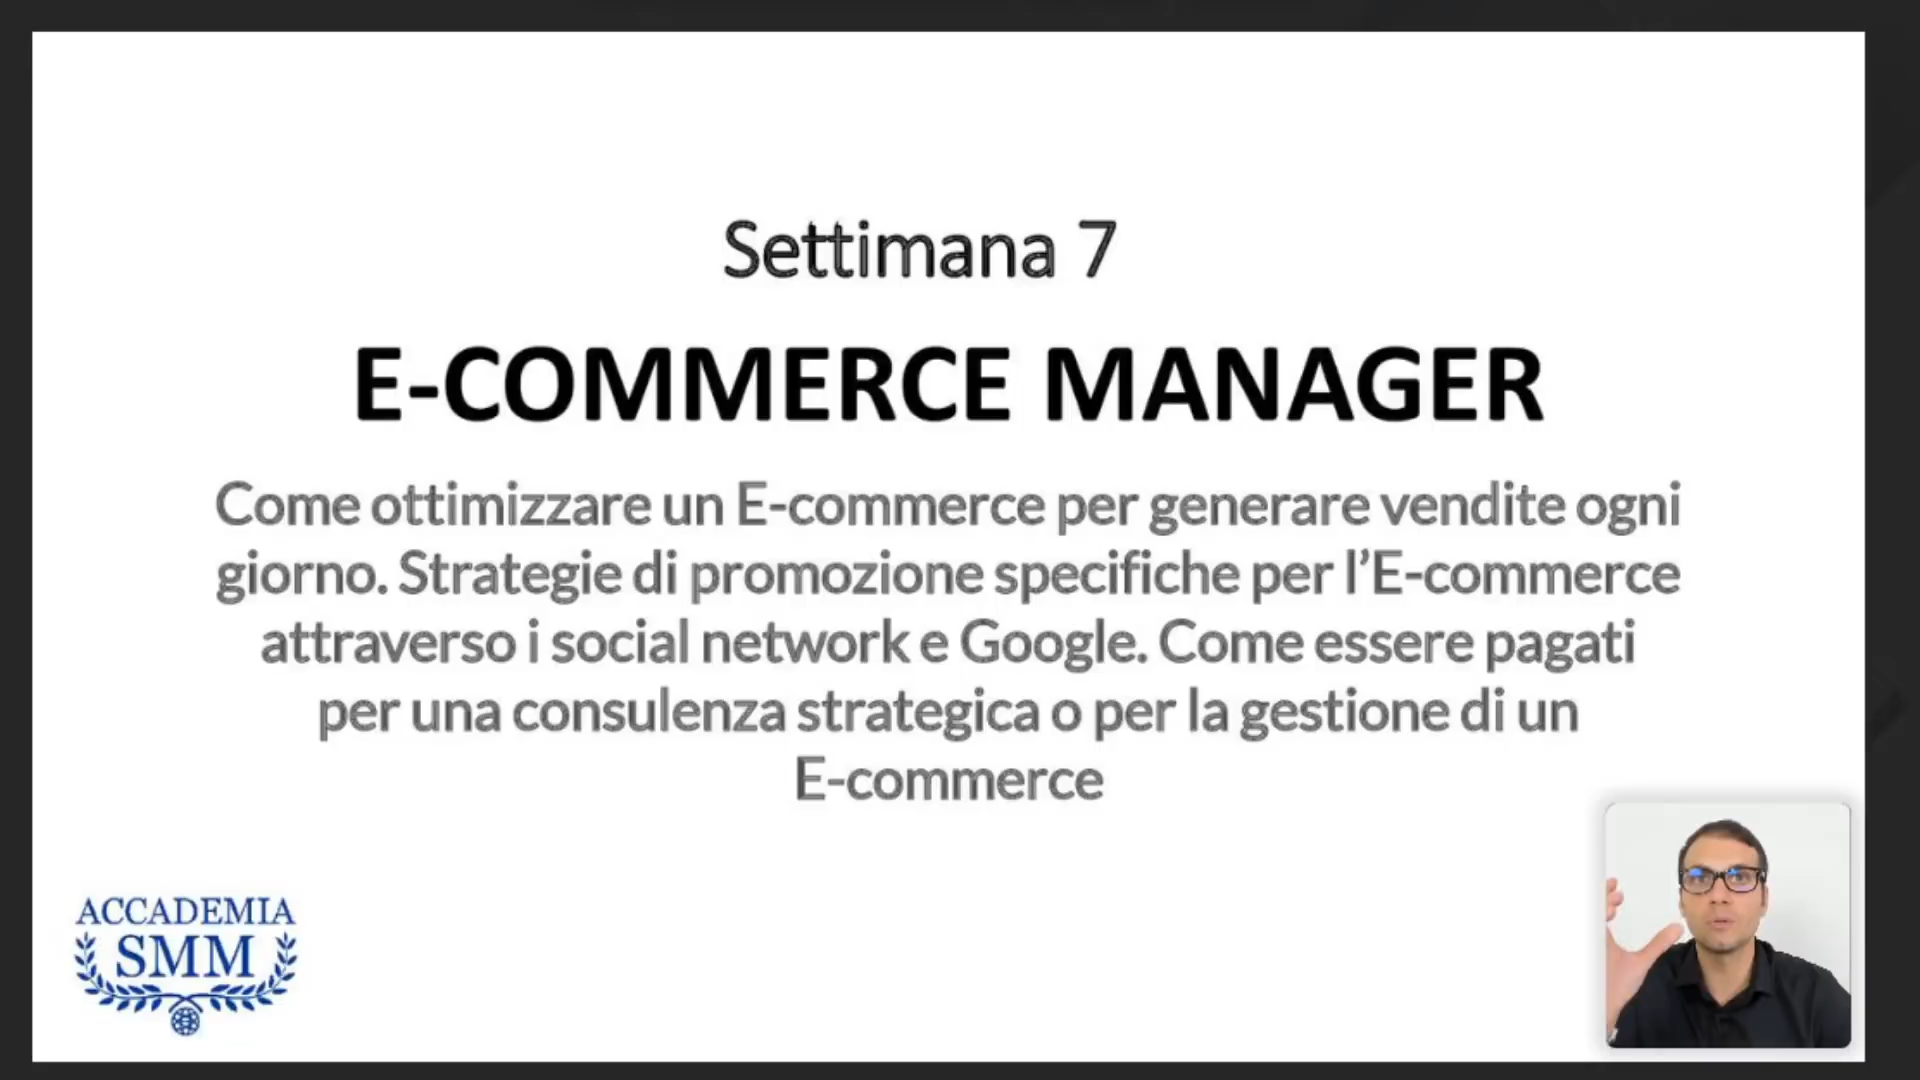 Settimana 7
E-COMMERCE MANAGER
Come ottimizzare un E-commerce per generare vendite ogni
giorno. Strategie di promozione specifiche per l’E-commerce
attraverso i social network e Google. Come essere pagati
per una consulenza strategica o per la gestione di un
E-commerce
ACCADEMIA
SMM